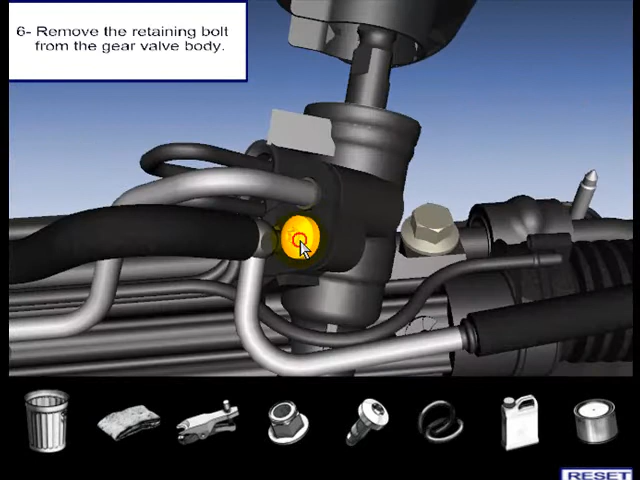 6- Remove the retaining bolt
from the gear valve body.
RESET